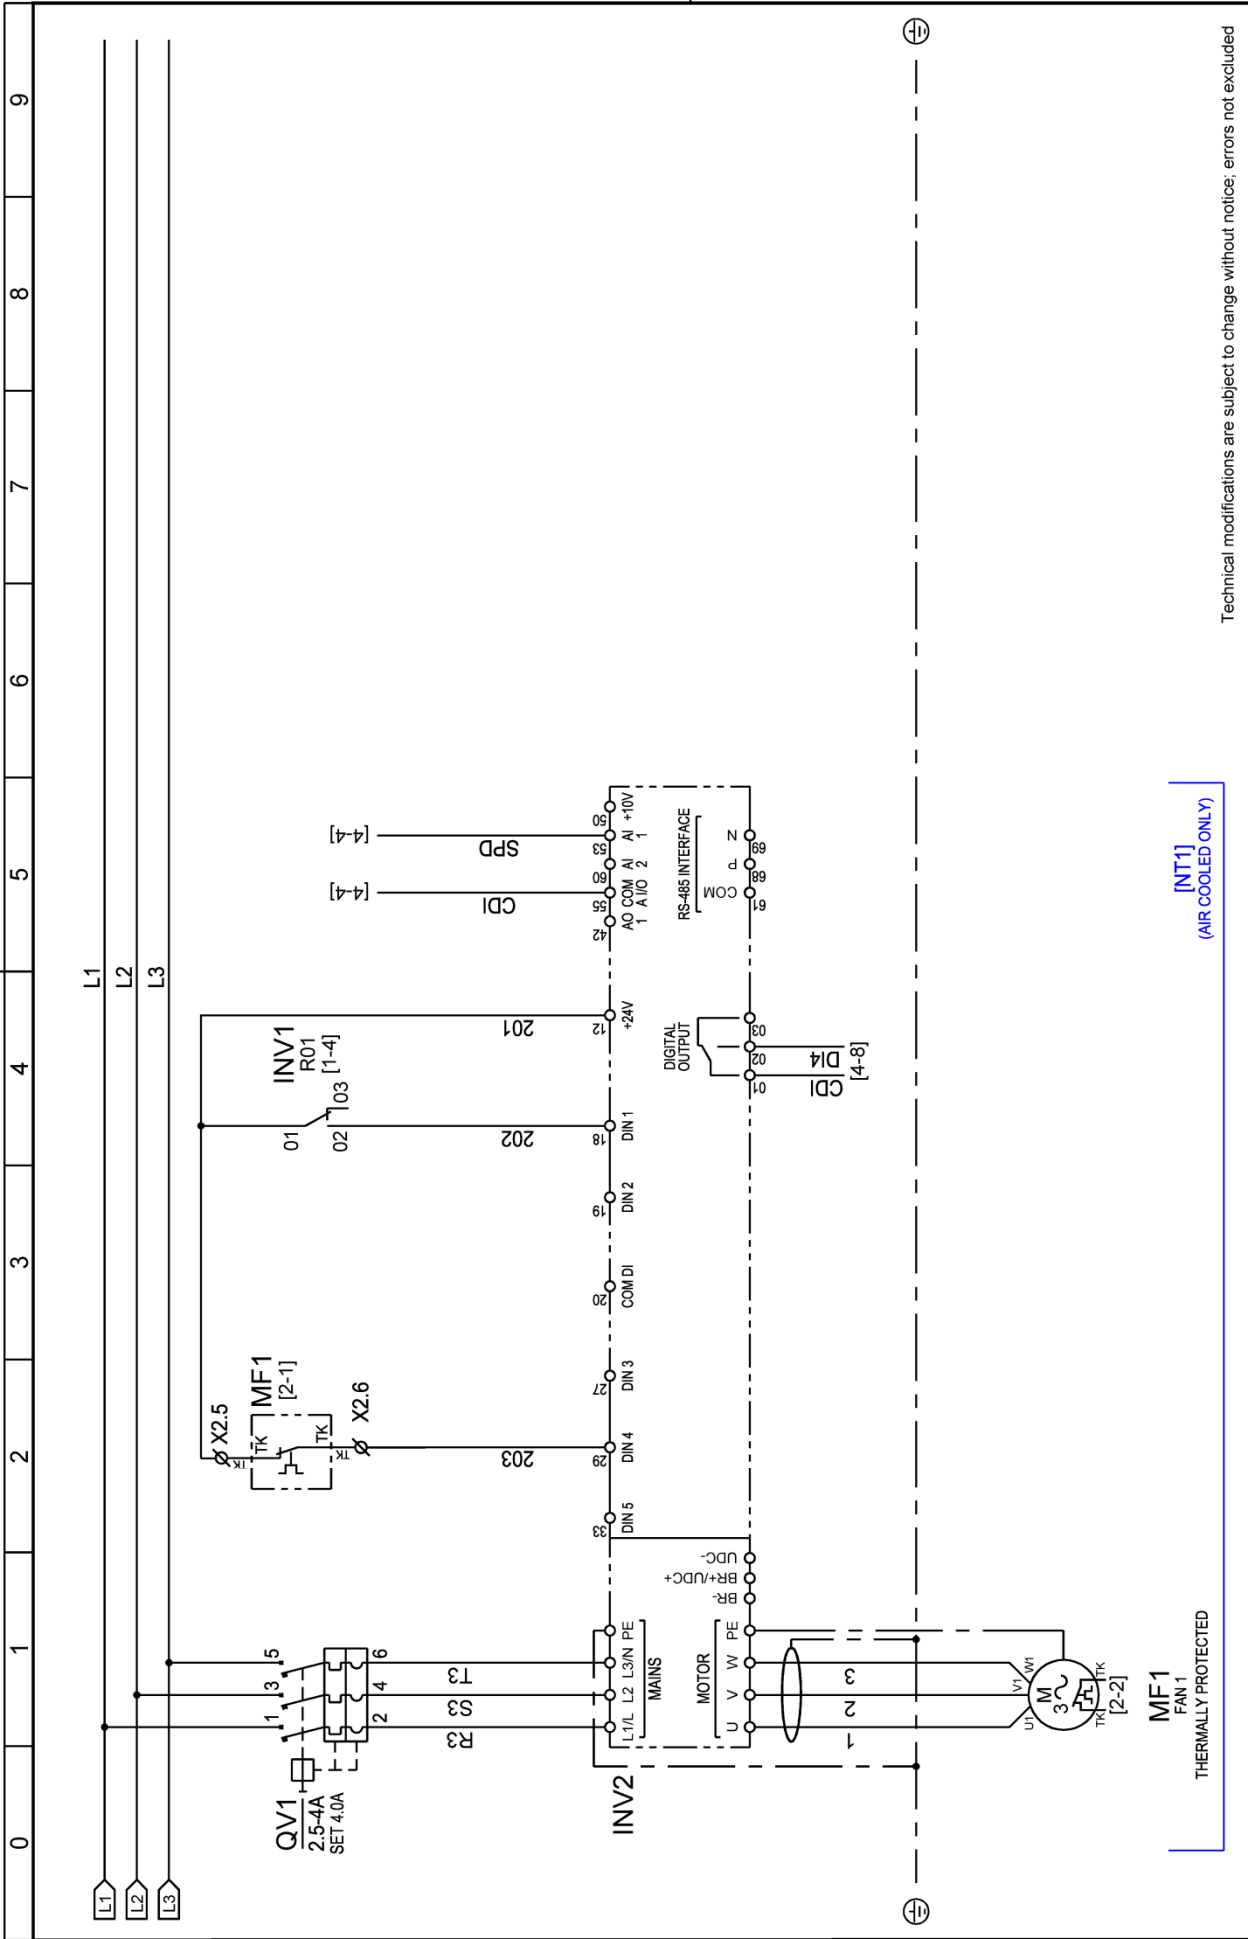 0 1 2 3 4 5 6 7 8 9
L1
L2
L3
L1
L2
L3
QV1
2.5-4A
SET 4.0A
1 3 5
2 4 6
R3 S3 T3
X2.5
TK
TK
MF1
[2-1]
TK
TK
X2.6
203
01
02
03
INV1
R01
[1-4]
202
201
CDI
[4-4]
SPD
[4-4]
INV2
L1/L L2 L3/N PE
MAINS
33
DIN 5
29
DIN 4
27
DIN 3
20
COM DI
19
DIN 2
18
DIN 1
12
+24V
42
AO
1
55
COM
A I/O
60
AI
2
53
AI
1
50
+10V
MOTOR
U V W PE
BR-
BR+/UDC+
UDC-
DIGITAL
OUTPUT
01 02 03
CDI DI4
[4-8]
RS-485 INTERFACE
COM P N
61 68 69
1 2 3
U1 V1 W1
M
3
TK TK
[2-2]
MF1
FAN 1
THERMALLY PROTECTED
[NT1]
(AIR COOLED ONLY)
Technical modifications are subject to change without notice; errors not excluded